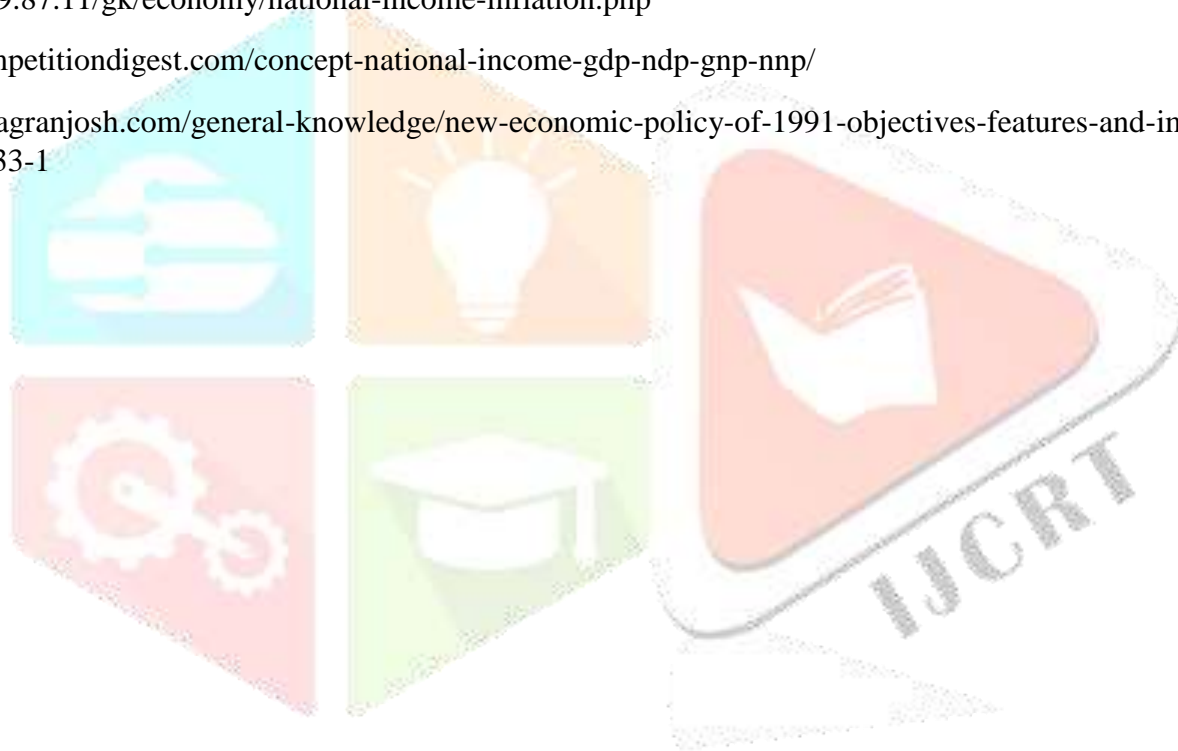 9.87.11/gk/economy/national-income-inflation.php
npetitiondigest.com/concept-national-income-gdp-ndp-gnp-nnp/
agranjosh.com/general-knowledge/new-economic-policy-of-1991-objectives-features-and-in
33-1
IJCRT